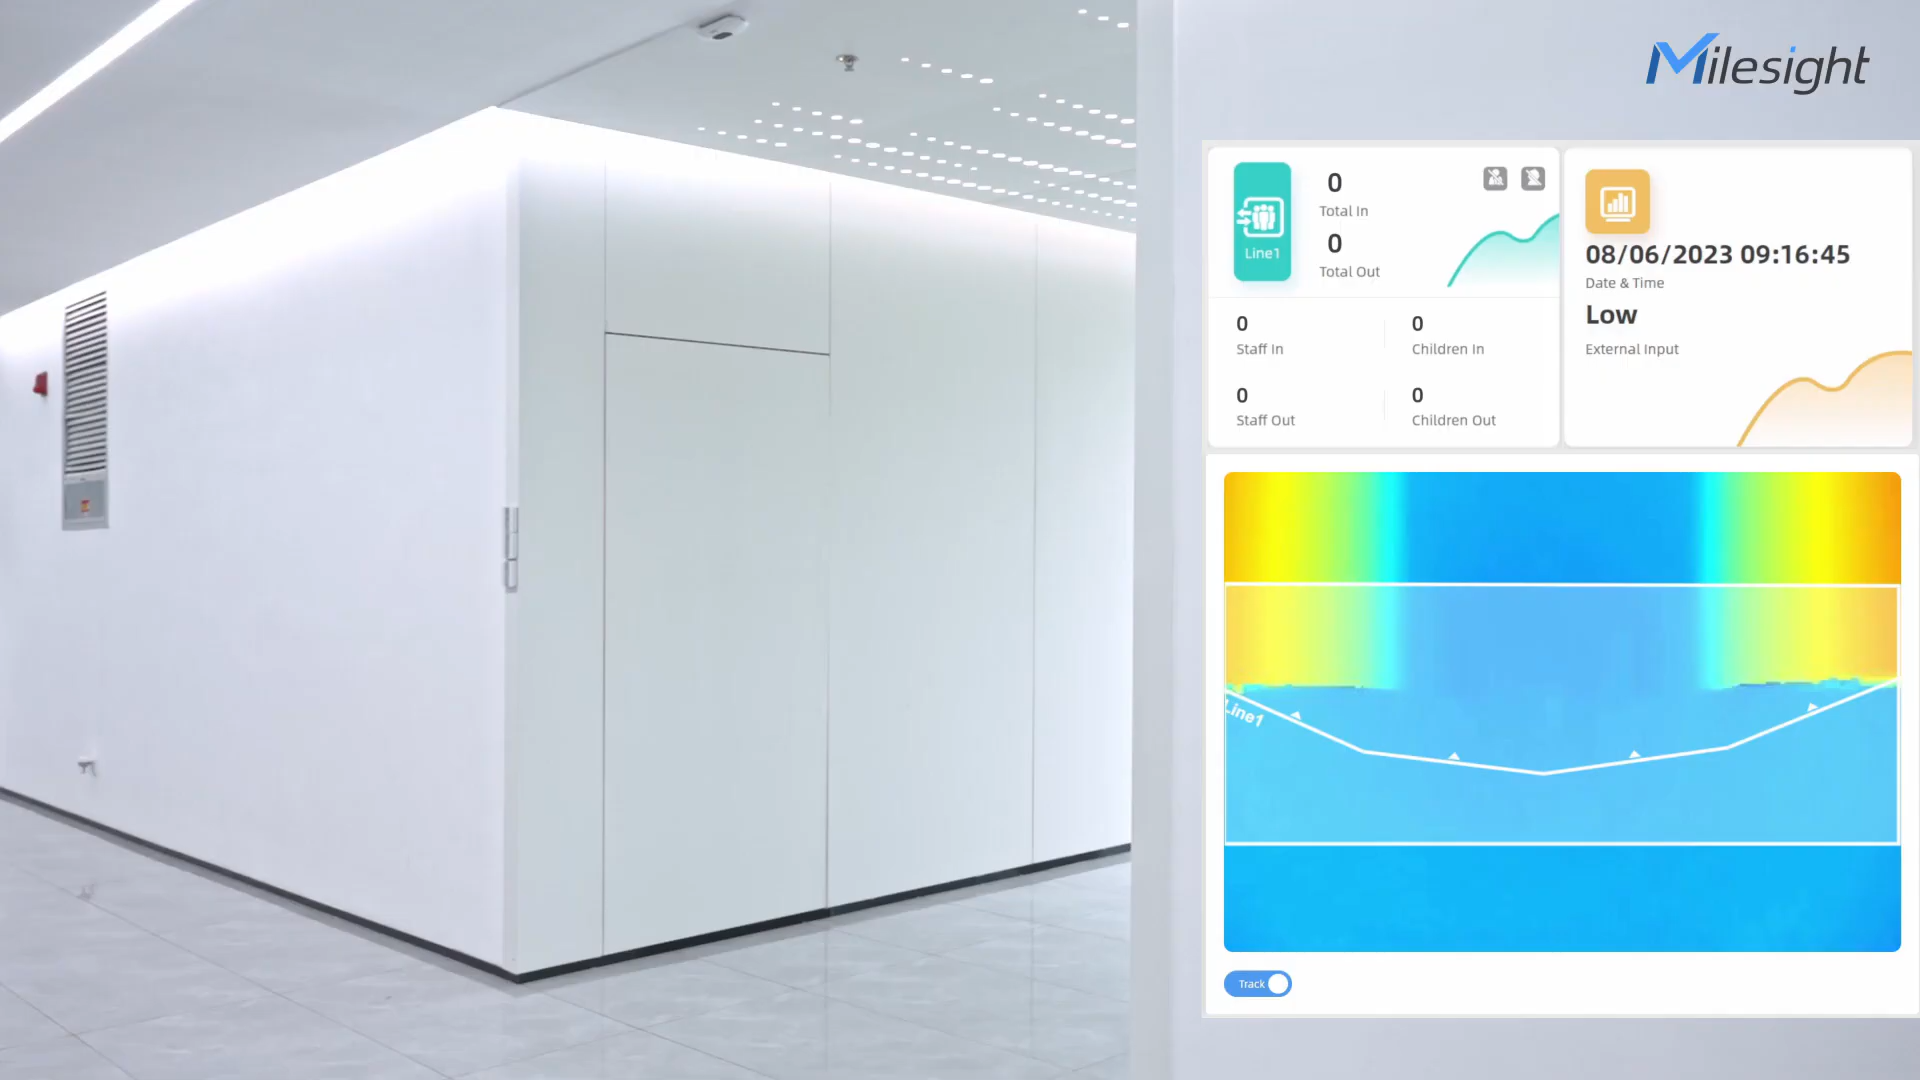 Milesight
0
Total In
0
Total Out
Line1
0
Staff In
0
Children In
0
Staff Out
0
Children Out
08/06/2023 09:16:45
Date & Time
Low
External Input
Line1
Track